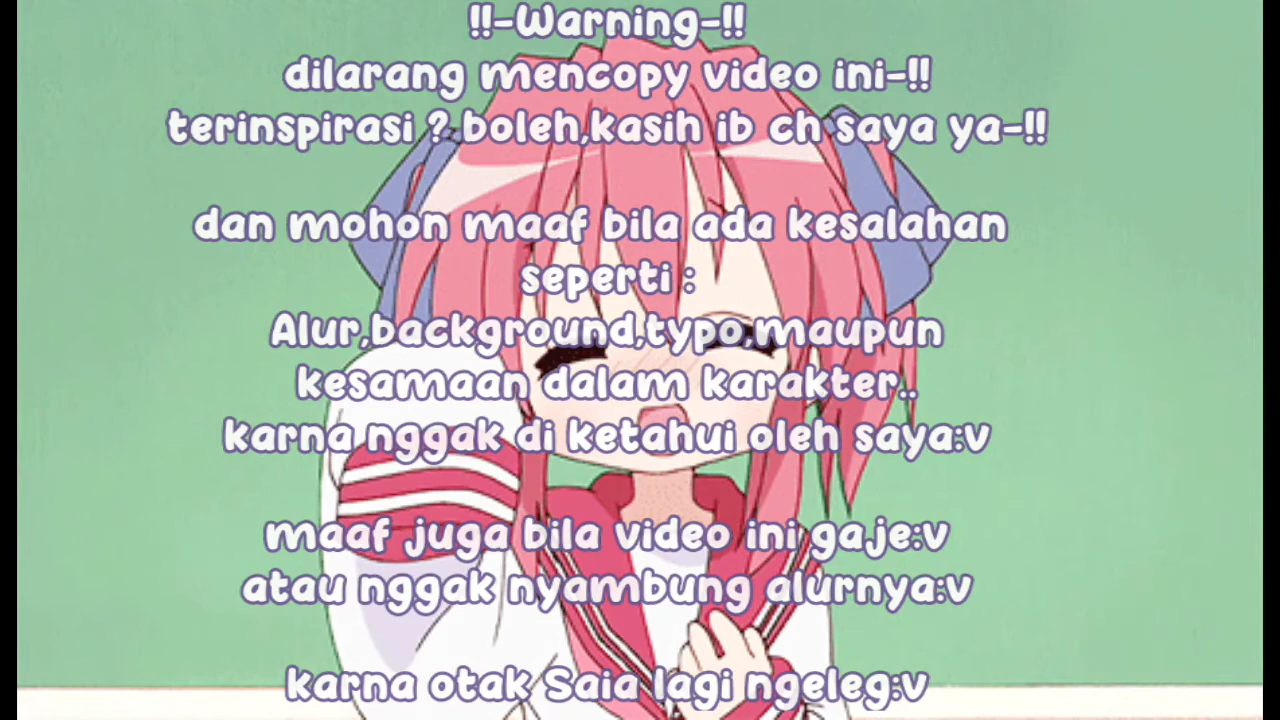 !!-Warning-!!
dilarang mencopy video ini-!!
terinspirasi ? boleh,kasih ib ch saya ya-!!
dan mohon maaf bila ada kesalahan
seperti :
Alur,background,typo,maupun
kesamaan dalam karakter..
karna nggak di ketahui oleh saya:v
maaf juga bila video ini gaje:v
atau nggak nyambung alurnya:v
karna otak Saia lagi ngeleg:v